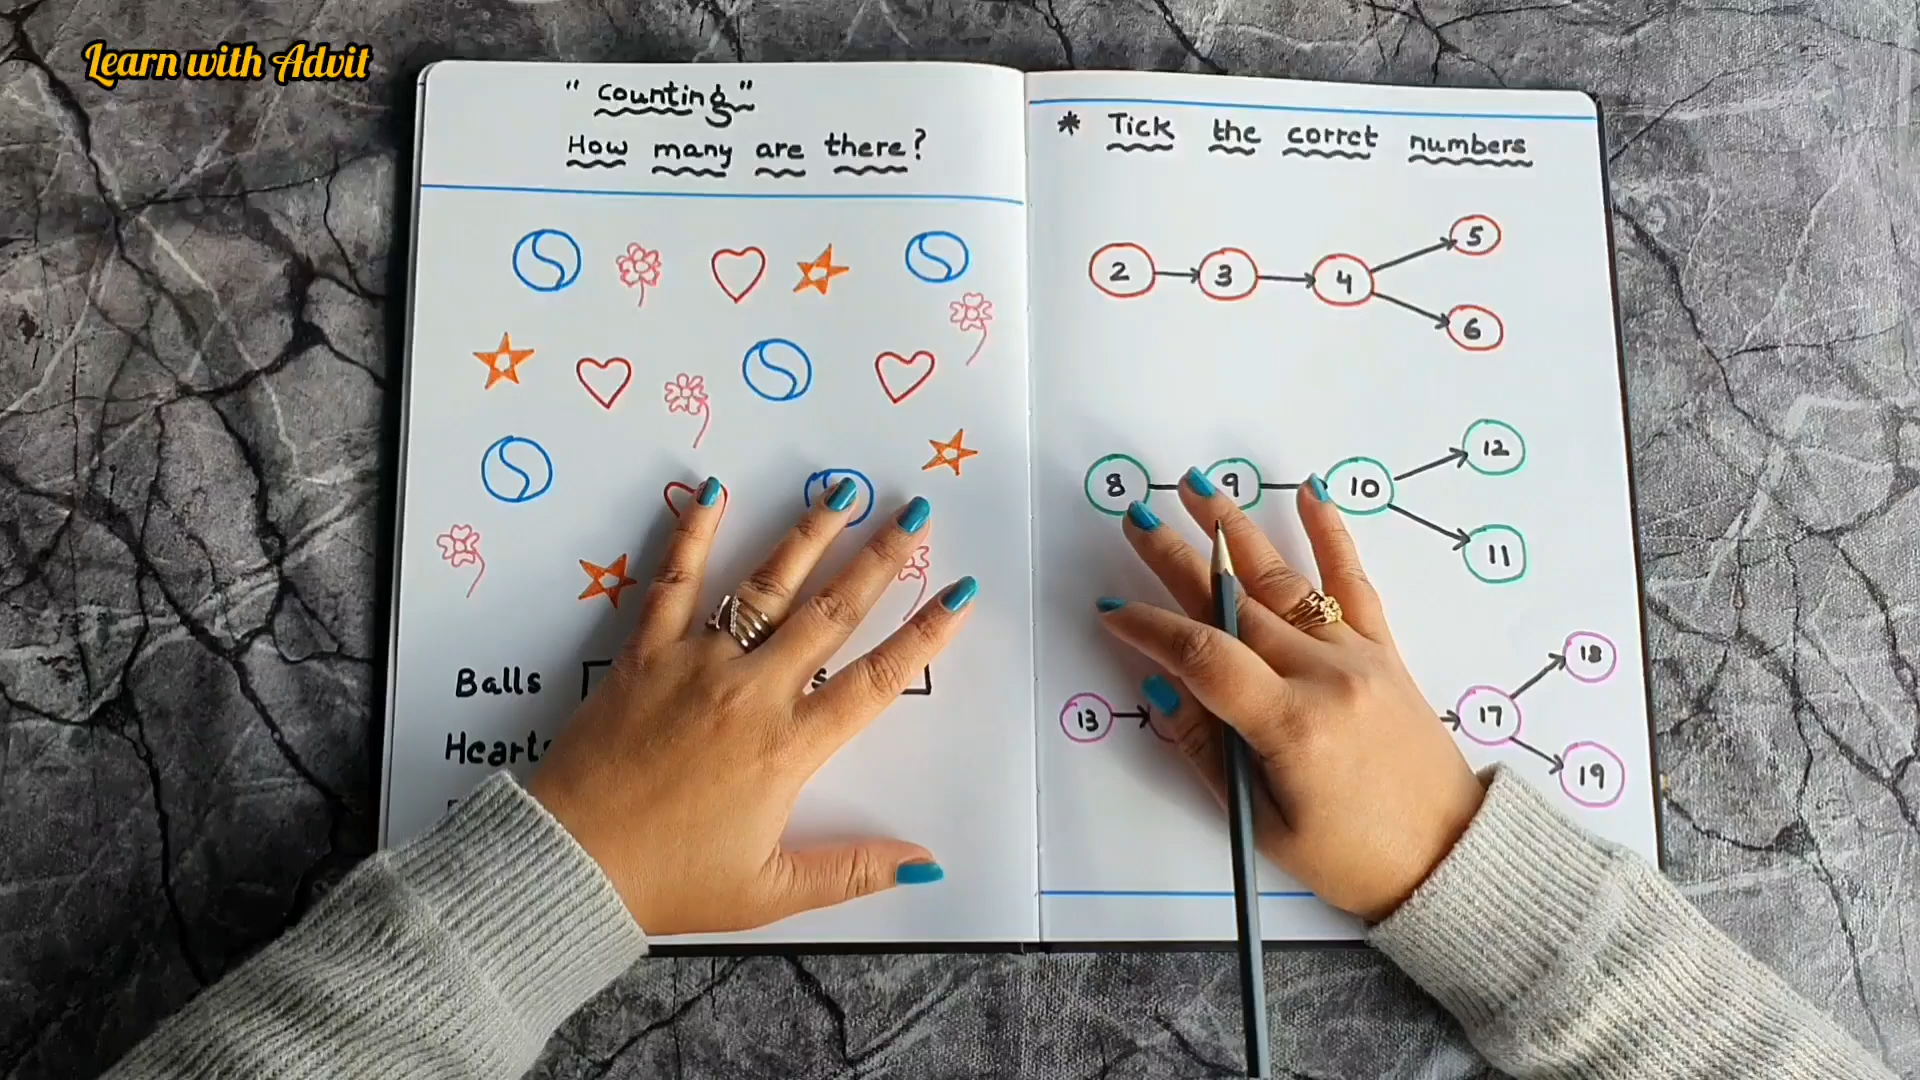 Learn with Advit
"Counting"
How many are there?
Balls
Hearts
* Tick the corret numbers
2 3 4 5
6
8 9 10 12
11
13 17 18
19